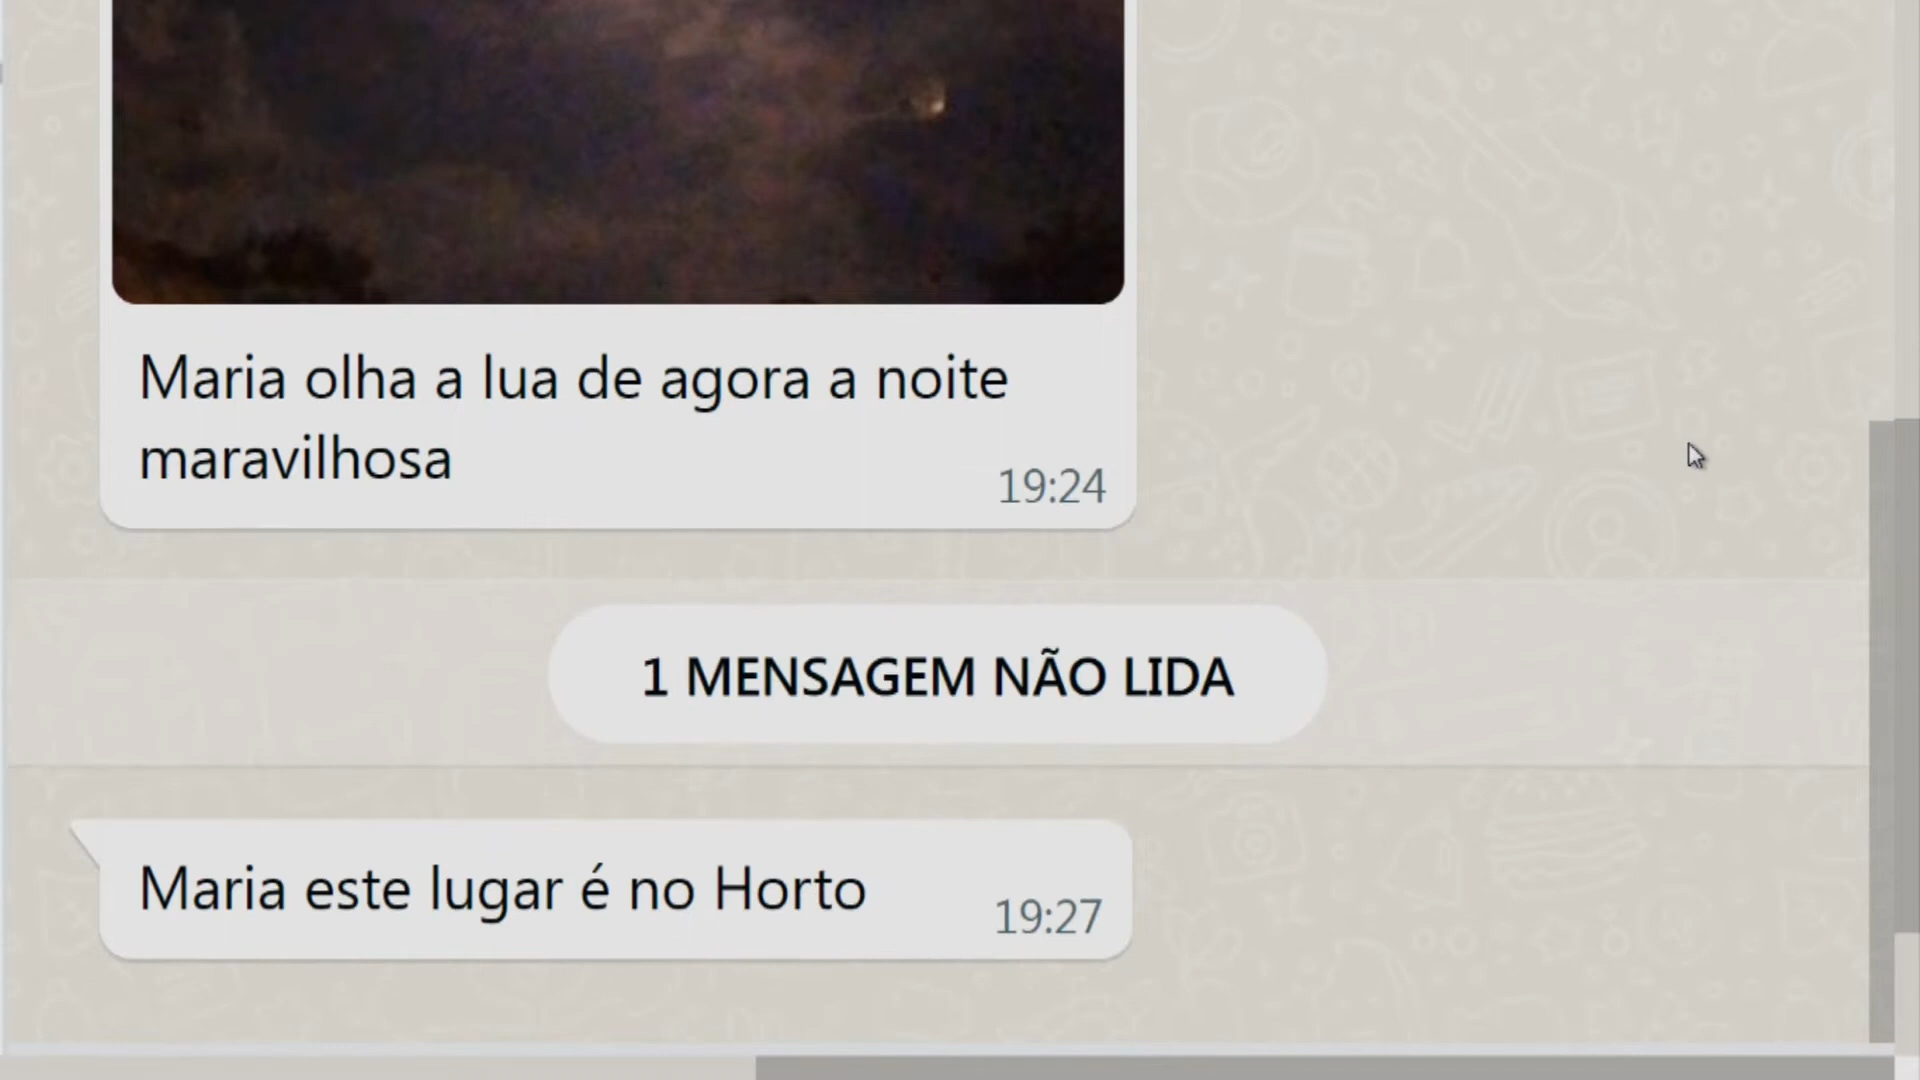 Maria olha a lua de agora a noite
maravilhosa
19:24
1 MENSAGEM NÃO LIDA
Maria este lugar é no Horto
19:27